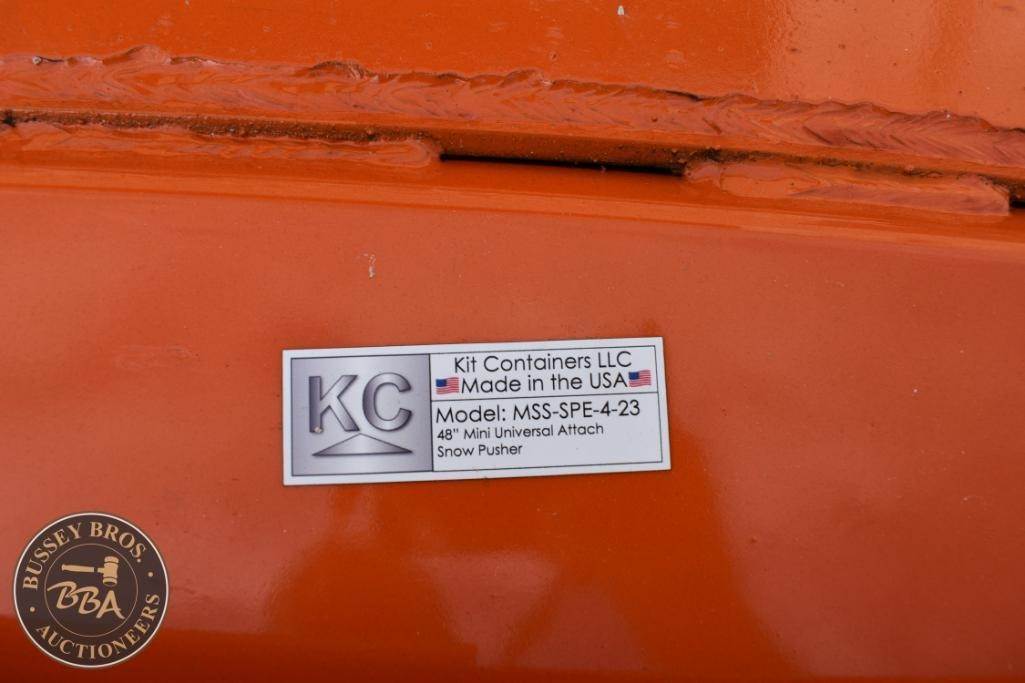 KC
Kit Containers LLC
Made in the USA
Model: MSS-SPE-4-23
48" Mini Universal Attach
Snow Pusher
BUSSEY BROS.
BBA
AUCTIONEERS